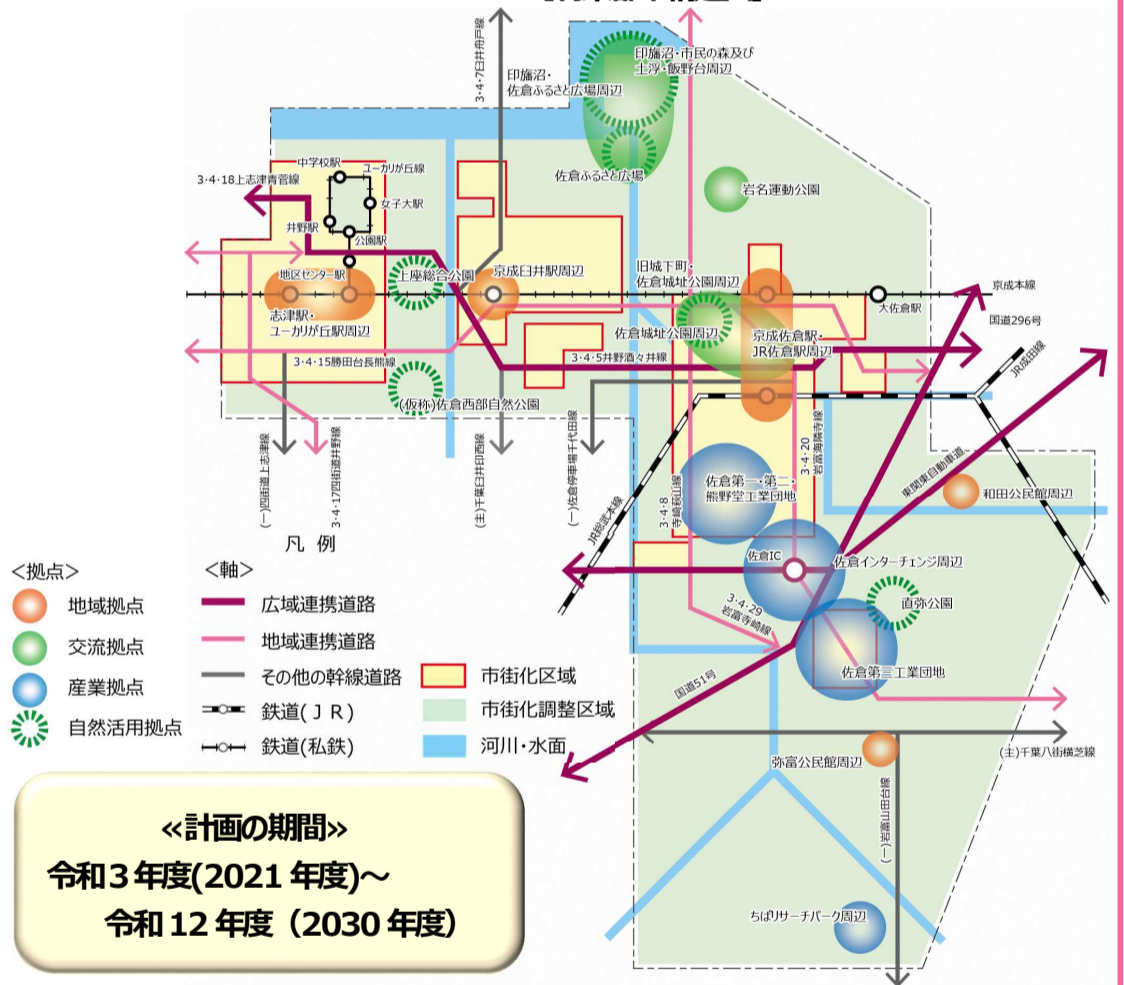 3・4・7臼井舟戸線
印旛沼・市民の森及び
土浮・飯野台周辺
印旛沼・
佐倉ふるさと広場周辺
佐倉ふるさと広場
中学校駅
ユーカリが丘線
3・4・18上志津青菅線
女子大駅
岩名運動公園
井野駅
公園駅
地区センター駅
上座総合公園
京成臼井駅周辺
旧城下町・
佐倉城址公園周辺
京成本線
大佐倉駅
志津駅・
ユーカリが丘駅周辺
国道296号
佐倉城址公園周辺
京成佐倉駅・
JR佐倉駅周辺
3・4・15勝田台長熊線
3・4・5井野酒々井線
JR成田線
(仮称)佐倉西部自然公園
(一)四街道上志津線
3・4・17四街道井野線
(主)千葉臼井印西線
(一)佐倉停車場千代田線
3・4・20
岩富海隣寺線
東関東自動車道
佐倉第一・第二・
熊野堂工業団地
3・4・8
寺崎萩山線
和田公民館周辺
JR総武本線
佐倉IC
佐倉インターチェンジ周辺
直弥公園
3・4・29
岩富寺崎線
佐倉第三工業団地
国道51号
弥富公民館周辺
(主)千葉八街横芝線
(一)岩富山田台線
ちばリサーチパーク周辺
凡 例
<拠点>
地域拠点
交流拠点
産業拠点
自然活用拠点
<軸>
広域連携道路
地域連携道路
その他の幹線道路
鉄道(ＪＲ)
鉄道(私鉄)
市街化区域
市街化調整区域
河川・水面
≪計画の期間≫
令和３年度(2021 年度)～
令和 12 年度（2030 年度）